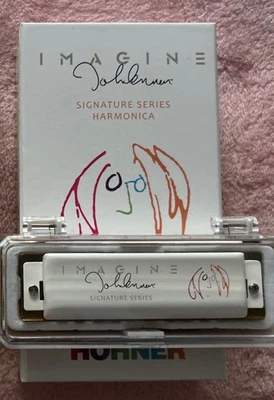 IMAGINE
John Lennon
SIGNATURE SERIES
HARMONICA
IMAGINE
John Lennon
SIGNATURE SERIES
HOHNER